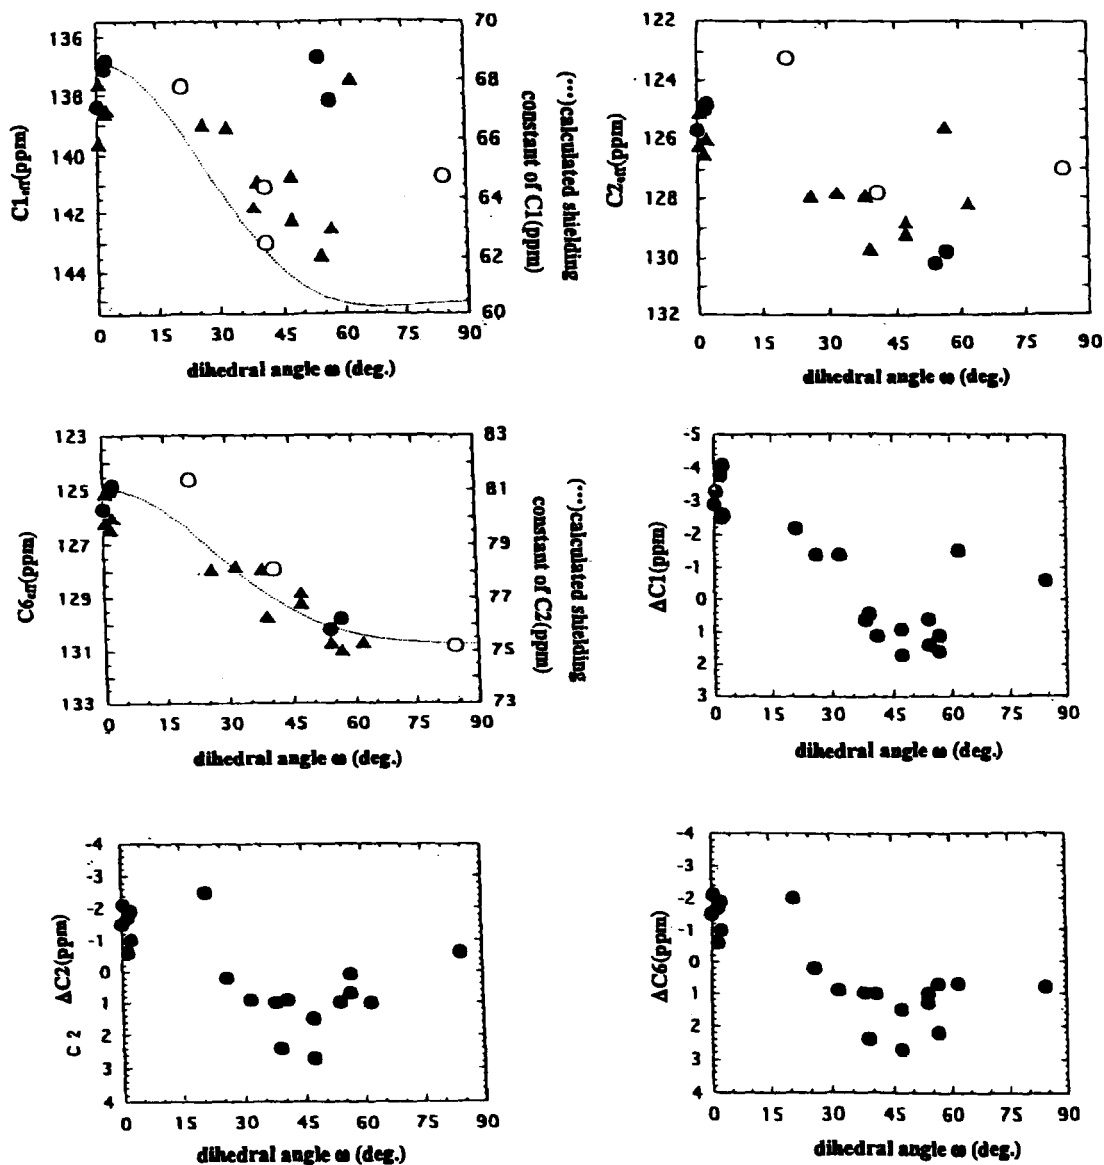 136
138
140
142
144
C1eff(ppm)
70
68
66
64
62
60
(•••)calculated shielding
constant of C1(ppm)
0 15 30 45 60 75 90
dihedral angle ω (deg.)
122
124
126
128
130
132
C2eff(ppm)
0 15 30 45 60 75 90
dihedral angle ω (deg.)
123
125
127
129
131
133
C6eff(ppm)
83
81
79
77
75
73
(•••)calculated shielding
constant of C2(ppm)
0 15 30 45 60 75 90
dihedral angle ω (deg.)
-5
-4
-3
-2
-1
0
1
2
3
ΔC1(ppm)
0 15 30 45 60 75 90
dihedral angle ω (deg.)
-4
-3
-2
-1
0
1
2
3
4
ΔC2(ppm)
C 2
0 15 30 45 60 75 90
dihedral angle ω (deg.)
-4
-3
-2
-1
0
1
2
3
4
ΔC6(ppm)
0 15 30 45 60 75 90
dihedral angle ω (deg.)